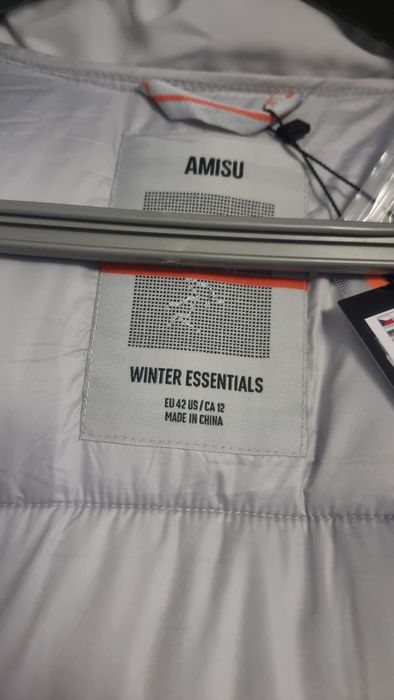 AMISU
WINTER ESSENTIALS
EU 42 US / CA 12
MADE IN CHINA